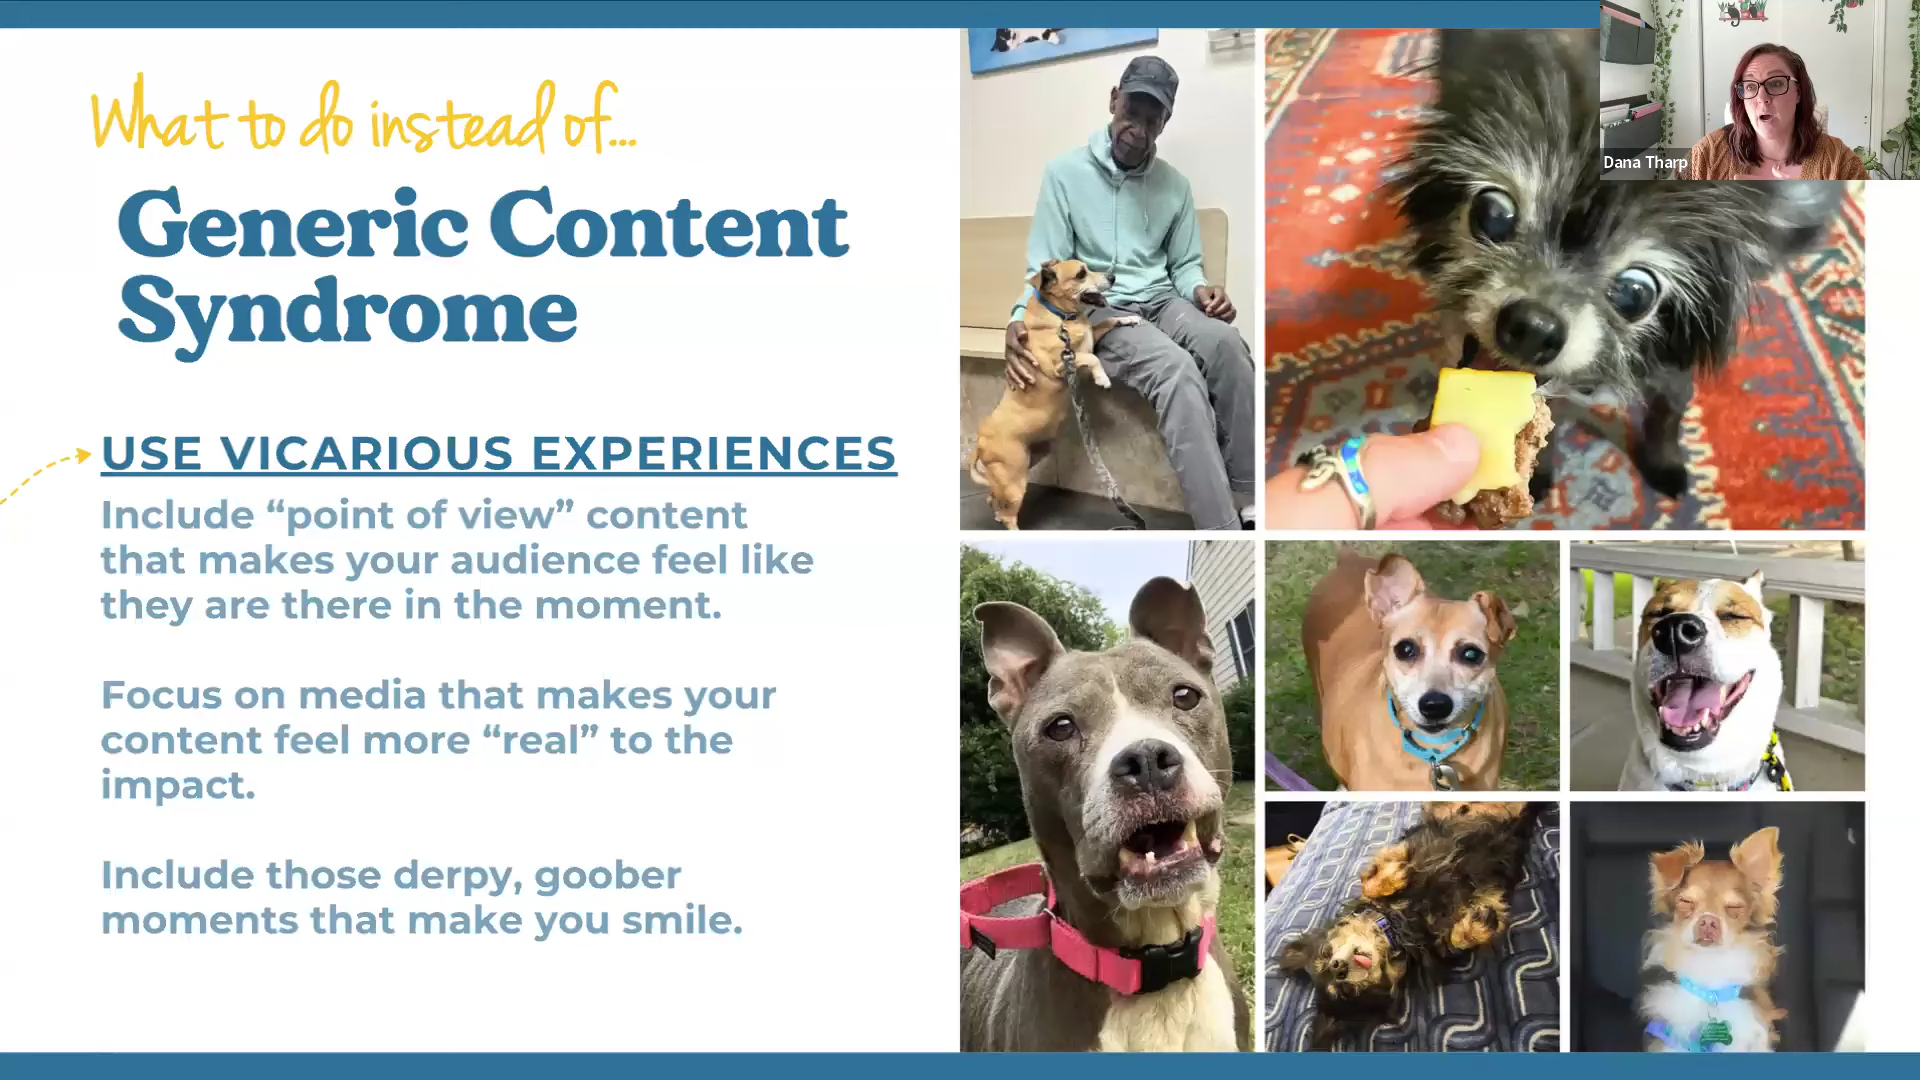 What to do instead of...
Generic Content
Syndrome
USE VICARIOUS EXPERIENCES
Include “point of view” content
that makes your audience feel like
they are there in the moment.
Focus on media that makes your
content feel more “real” to the
impact.
Include those derpy, goober
moments that make you smile.
Dana Tharp